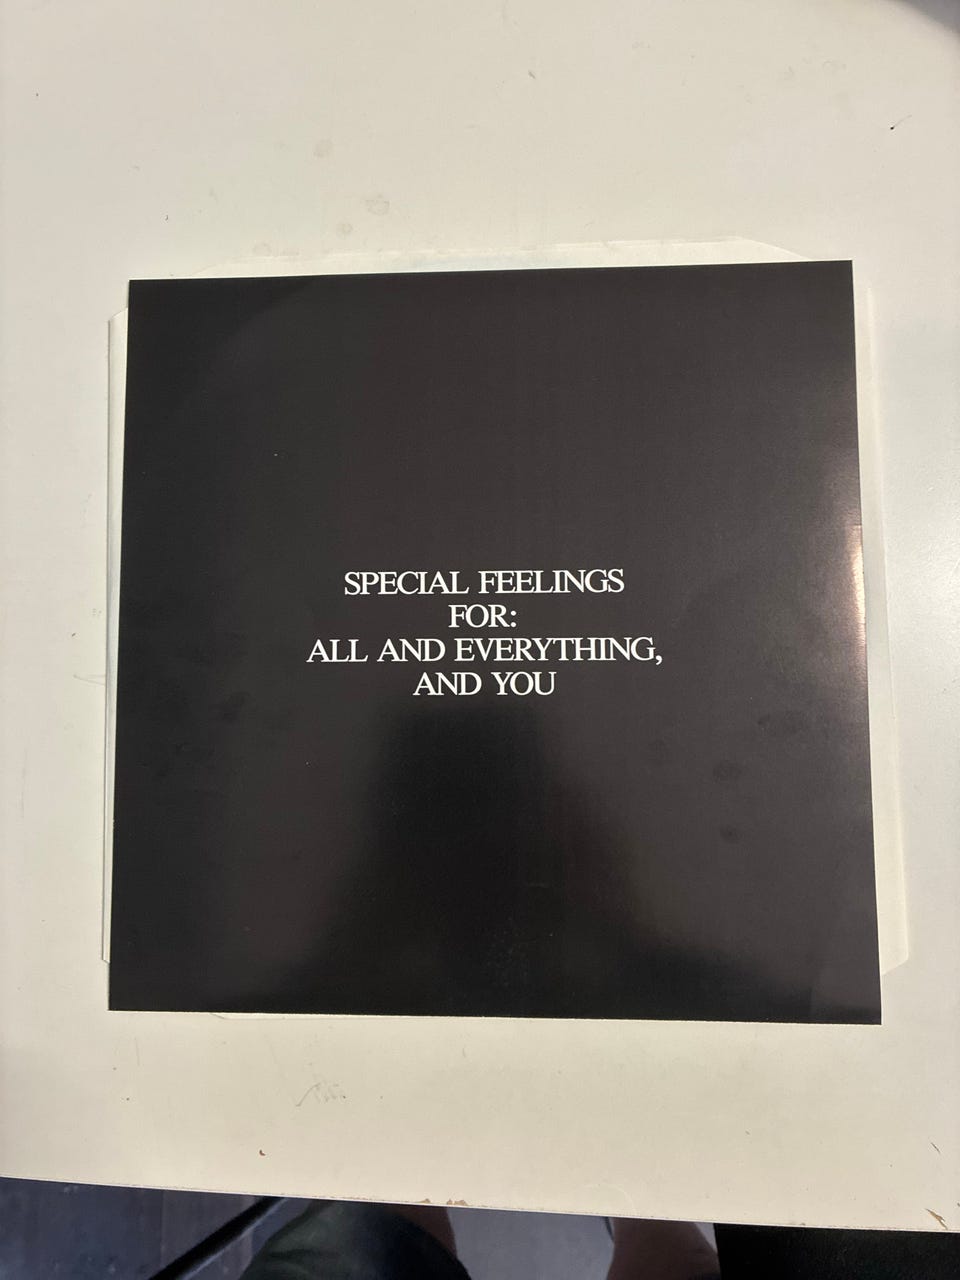 SPECIAL FEELINGS
FOR:
ALL AND EVERYTHING,
AND YOU